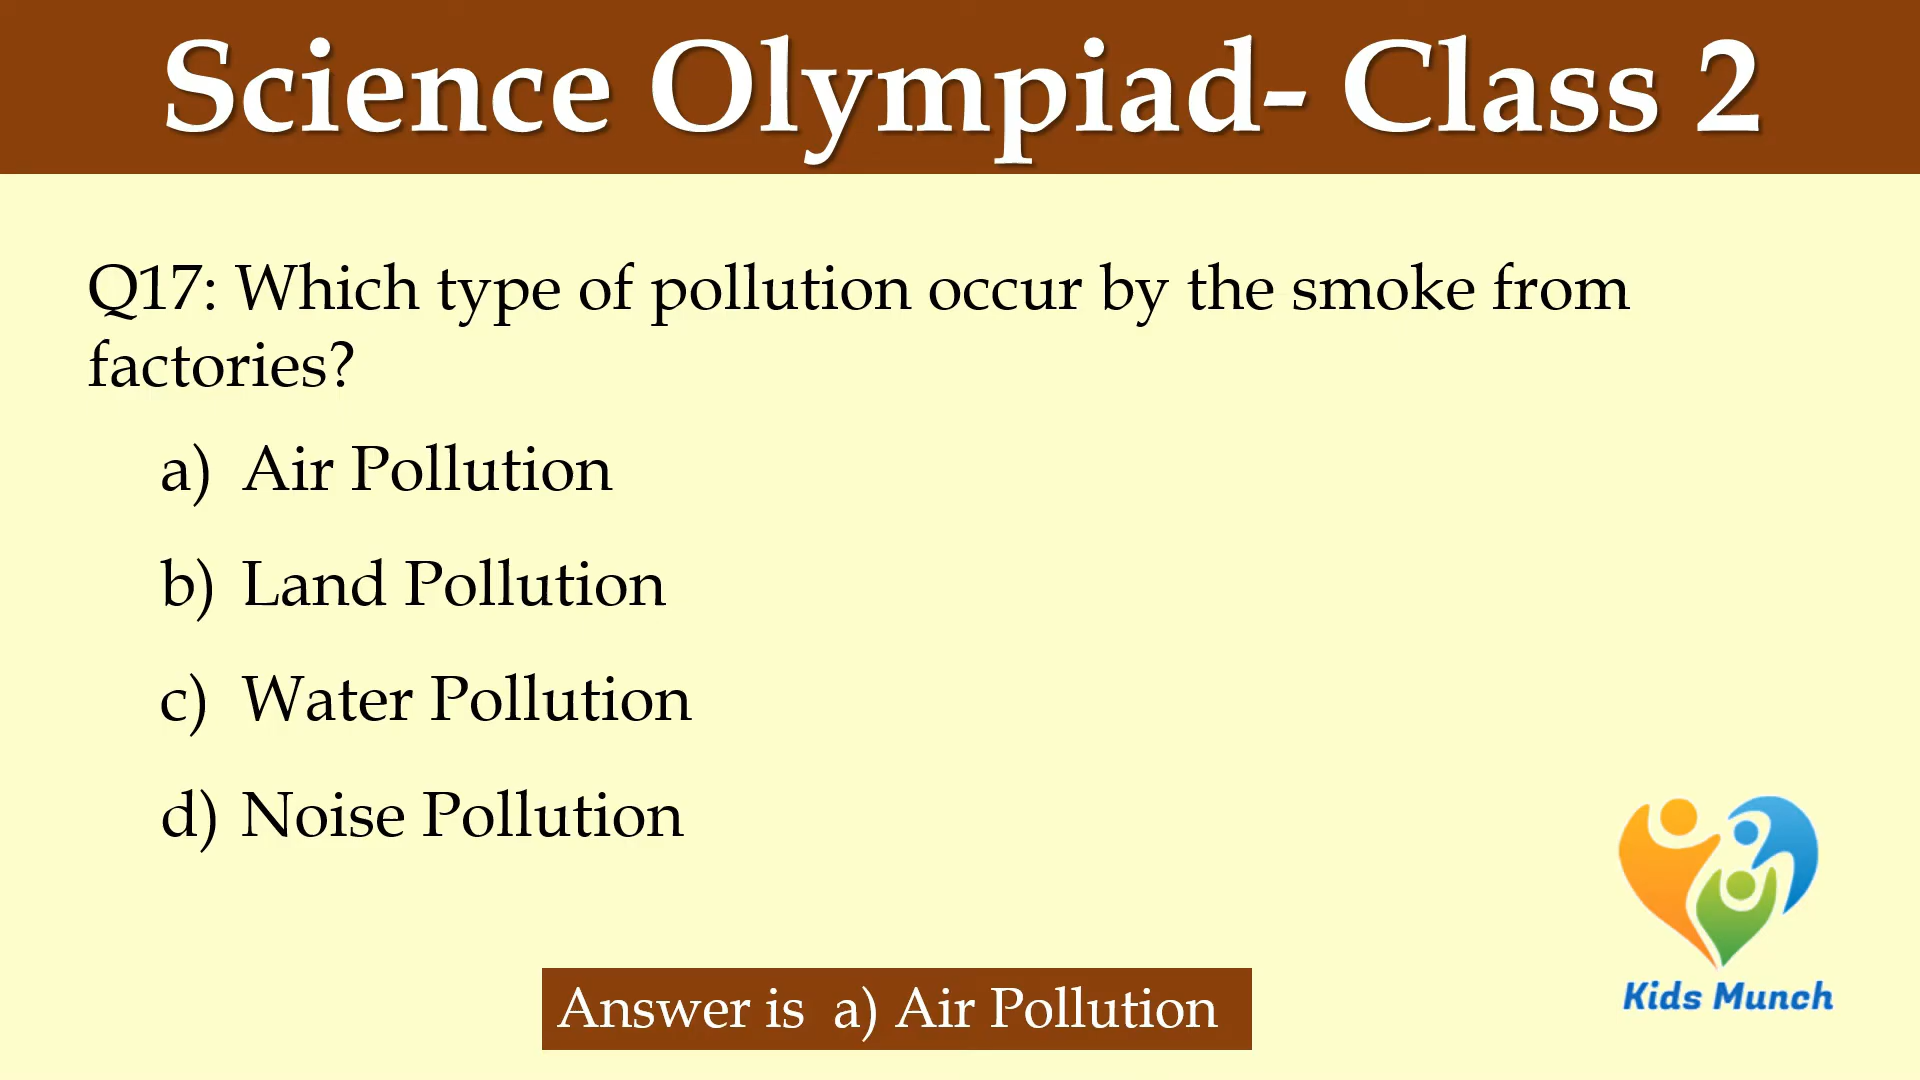 Science Olympiad- Class 2
Q17: Which type of pollution occur by the smoke from
factories?
a) Air Pollution
b) Land Pollution
c) Water Pollution
d) Noise Pollution
Kids Munch
Answer is a) Air Pollution